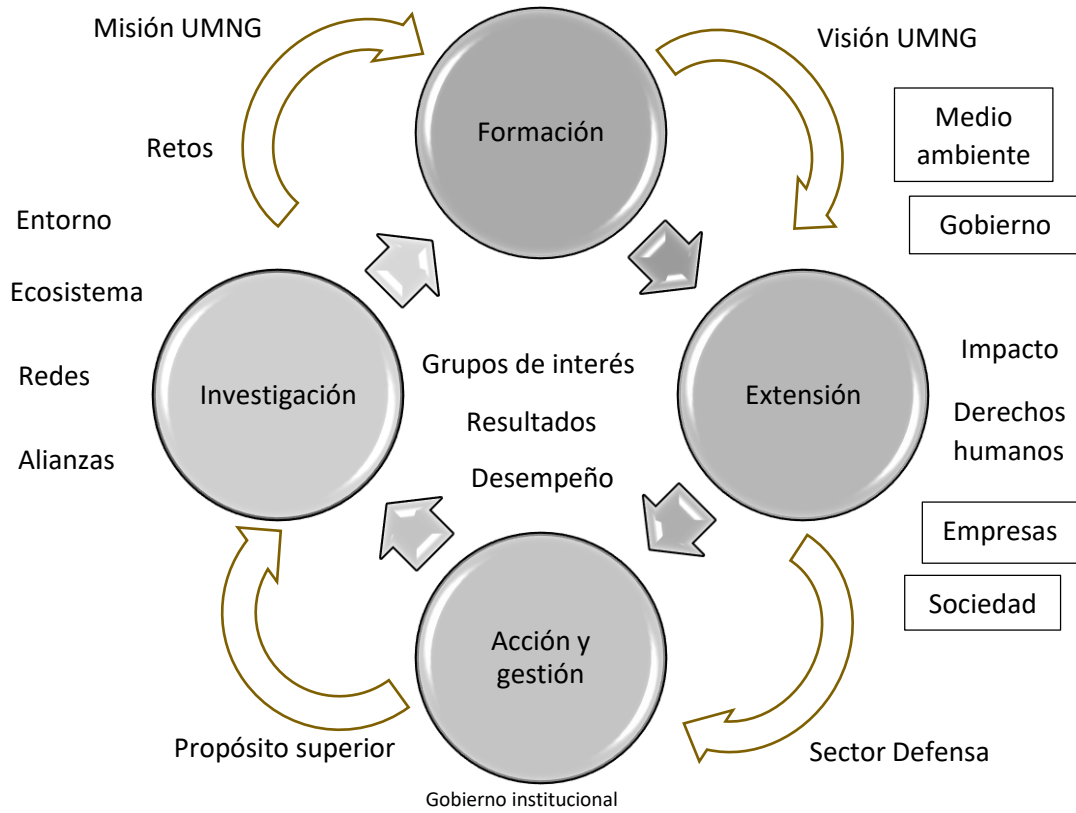 Misión UMNG
Visión UMNG
Formación
Medio
ambiente
Retos
Entorno
Gobierno
Ecosistema
Impacto
Grupos de interés
Redes
Investigación
Extensión
Derechos
humanos
Resultados
Alianzas
Desempeño
Empresas
Sociedad
Acción y
gestión
Propósito superior
Sector Defensa
Gobierno institucional